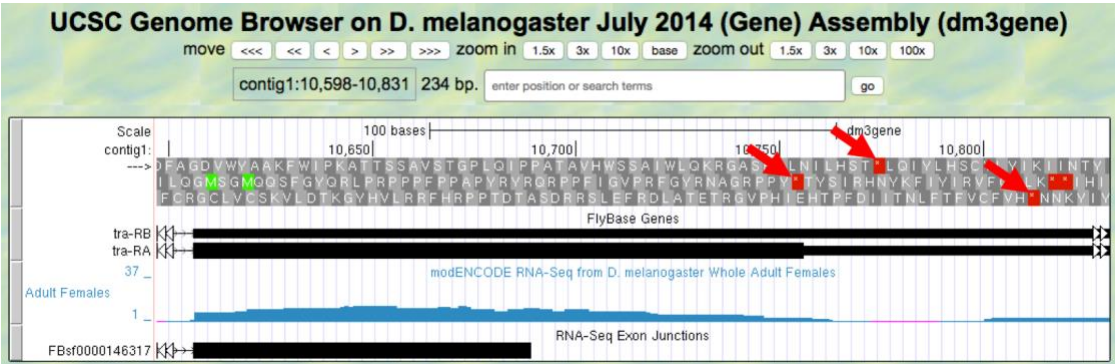 UCSC Genome Browser on D. melanogaster July 2014 (Gene) Assembly (dm3gene)
move <<< << < > >> >>> zoom in 1.5x 3x 10x base zoom out 1.5x 3x 10x 100x
contig1:10,598-10,831 234 bp. enter position or search terms go
Scale 100 bases dm3gene
contig1: 10,650 10,700 10,750 10,800
--->
FlyBase Genes
tra-RB
tra-RA
37 modENCODE RNA-Seq from D. melanogaster Whole Adult Females
Adult Females
1
RNA-Seq Exon Junctions
FBsf0000146317